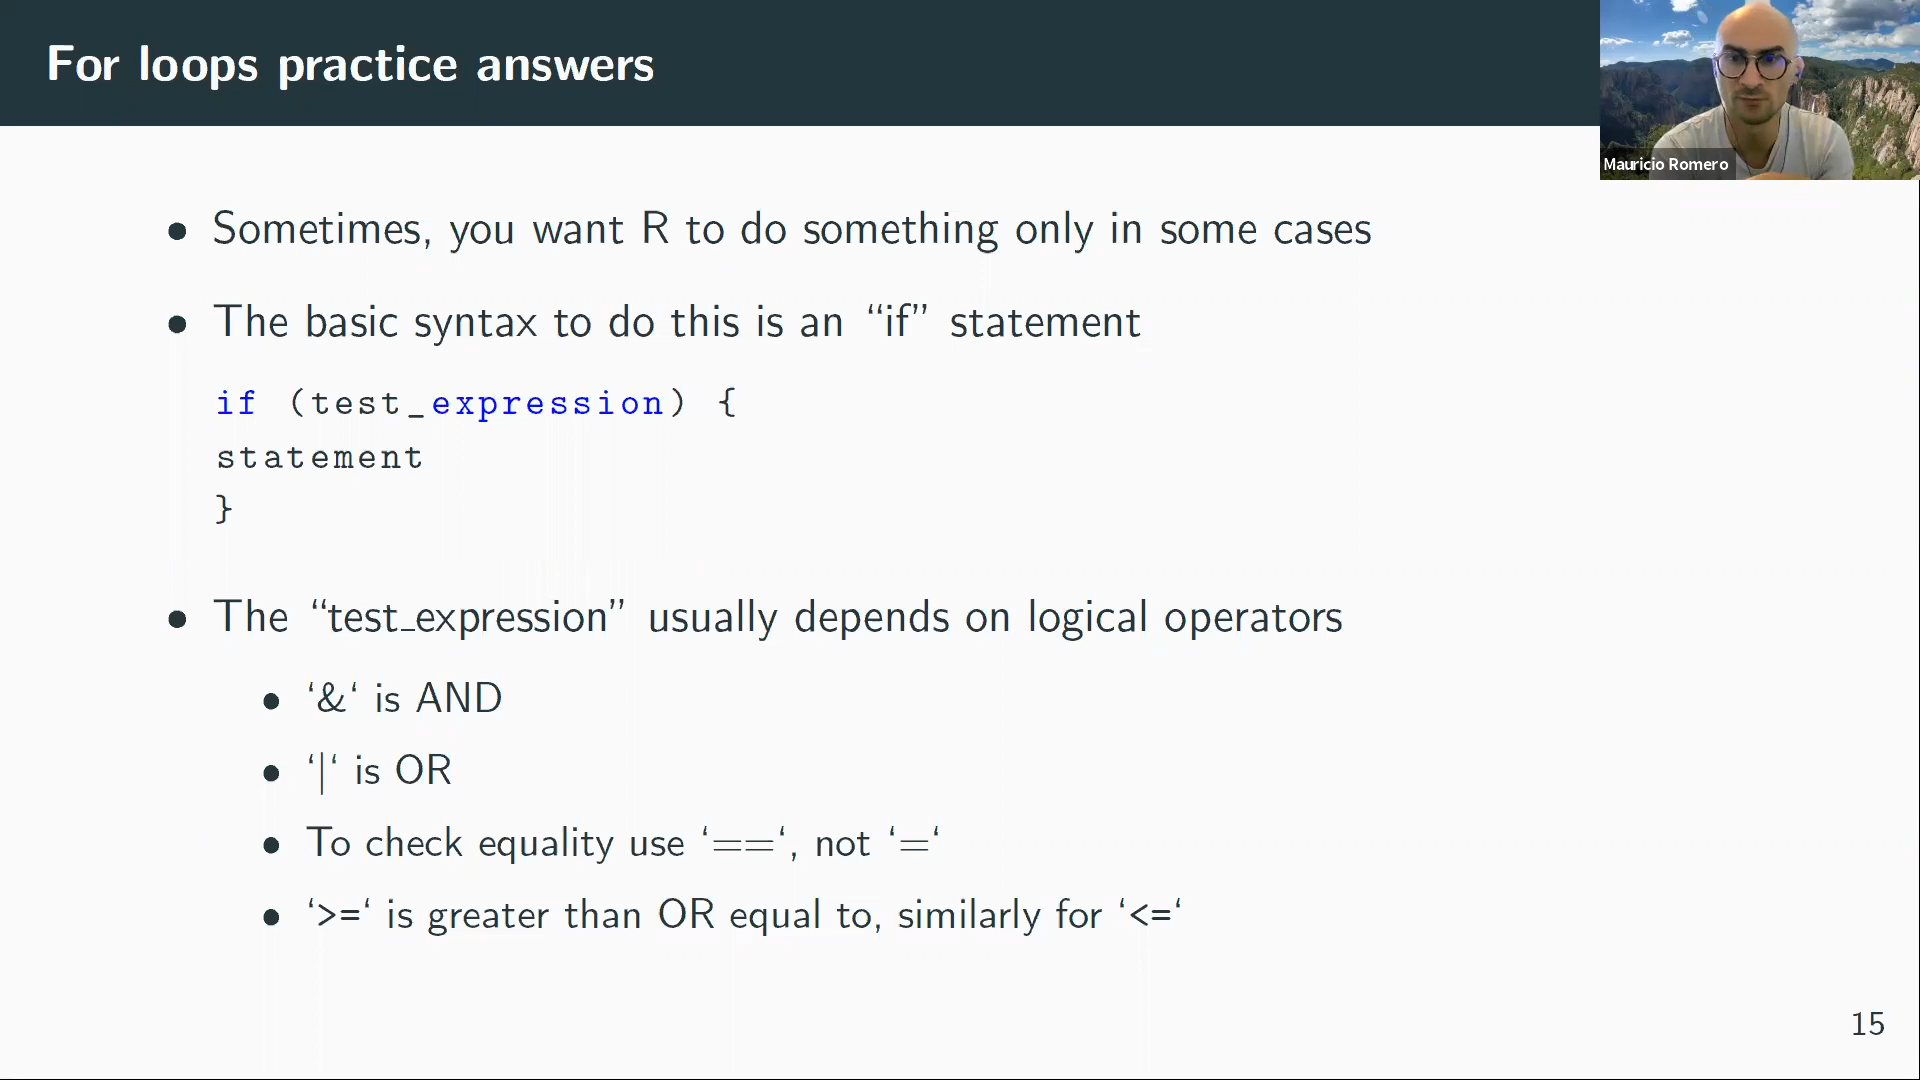 For loops practice answers
Mauricio Romero
• Sometimes, you want R to do something only in some cases
• The basic syntax to do this is an “if” statement
if (test_expression) {
statement
}
• The “test_expression” usually depends on logical operators
• ‘&‘ is AND
• ‘|‘ is OR
• To check equality use ‘==‘, not ‘=‘
• ‘>=‘ is greater than OR equal to, similarly for ‘<=‘
15